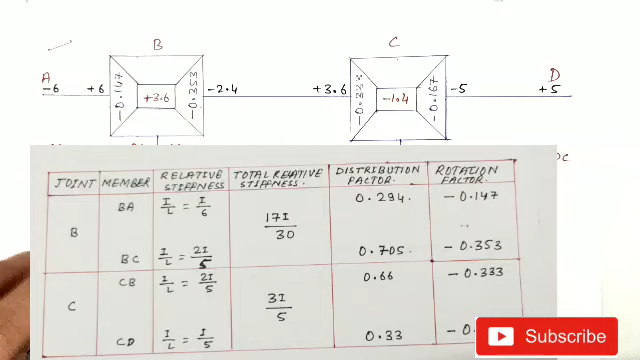 B
C
A
D
-6 +6 -0.147 +3.6 -0.353 -2.4 +3.6 -0.333 -1.4 -0.167 -5 +5
JOINT MEMBER RELATIVE STIFFNESS TOTAL RELATIVE STIFFNESS. DISTRIBUTION FACTOR. ROTATION FACTOR.
B BA I/L = I/6 17I/30 0.294. -0.147
BC I/L = 2I/5 0.705. -0.353
C CB I/L = 2I/5 3I/5 0.66 -0.333
CD I/L = I/5 0.33 -0.
Subscribe